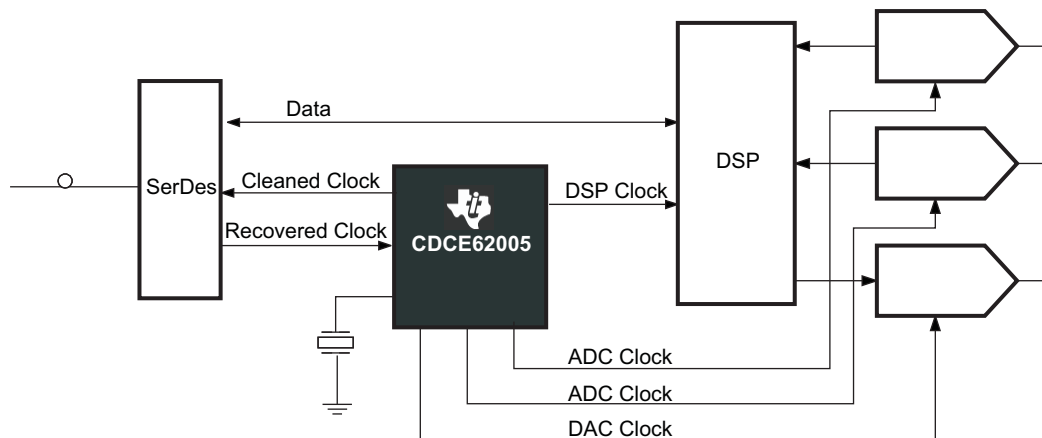 Data
SerDes
Cleaned Clock
Recovered Clock
CDCE62005
DSP Clock
DSP
ADC Clock
ADC Clock
DAC Clock